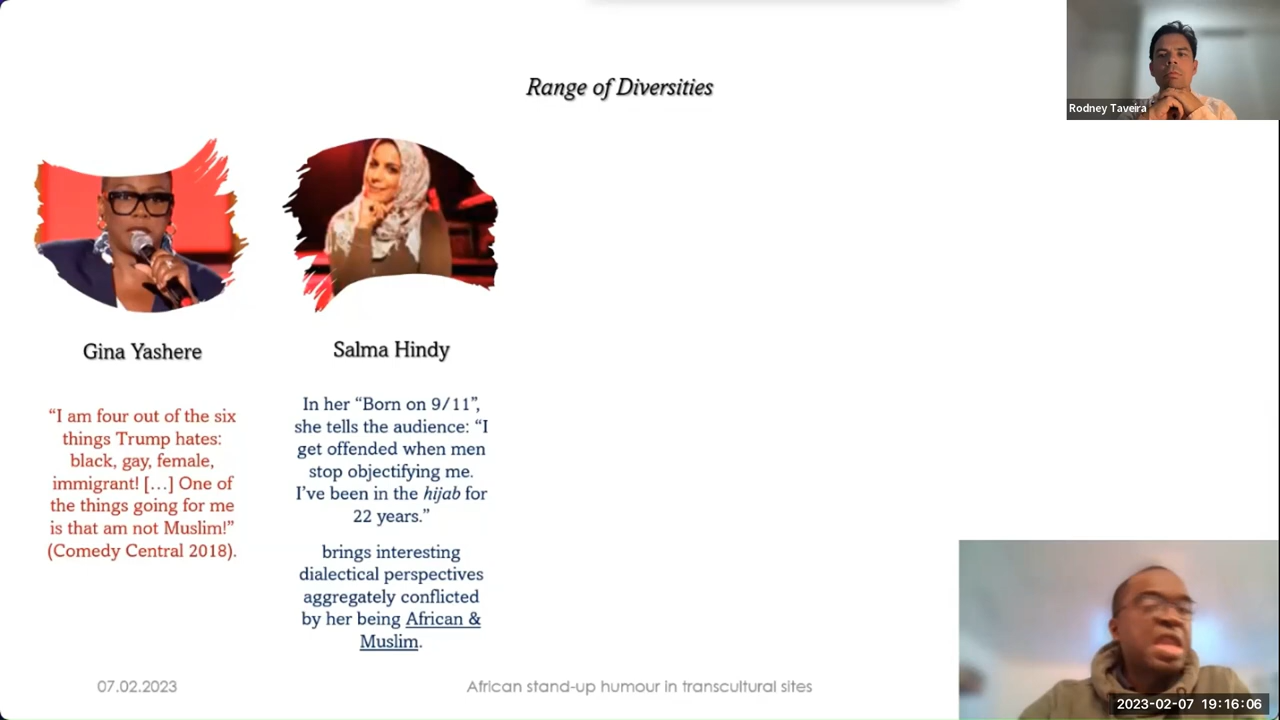 Range of Diversities
Rodney Taveira
Gina Yashere
“I am four out of the six
things Trump hates:
black, gay, female,
immigrant! […] One of
the things going for me
is that am not Muslim!”
(Comedy Central 2018).
Salma Hindy
In her “Born on 9/11”,
she tells the audience: “I
get offended when men
stop objectifying me.
I’ve been in the hijab for
22 years.”
brings interesting
dialectical perspectives
aggregately conflicted
by her being African &
Muslim.
07.02.2023
African stand-up humour in transcultural sites
2023-02-07 19:16:06